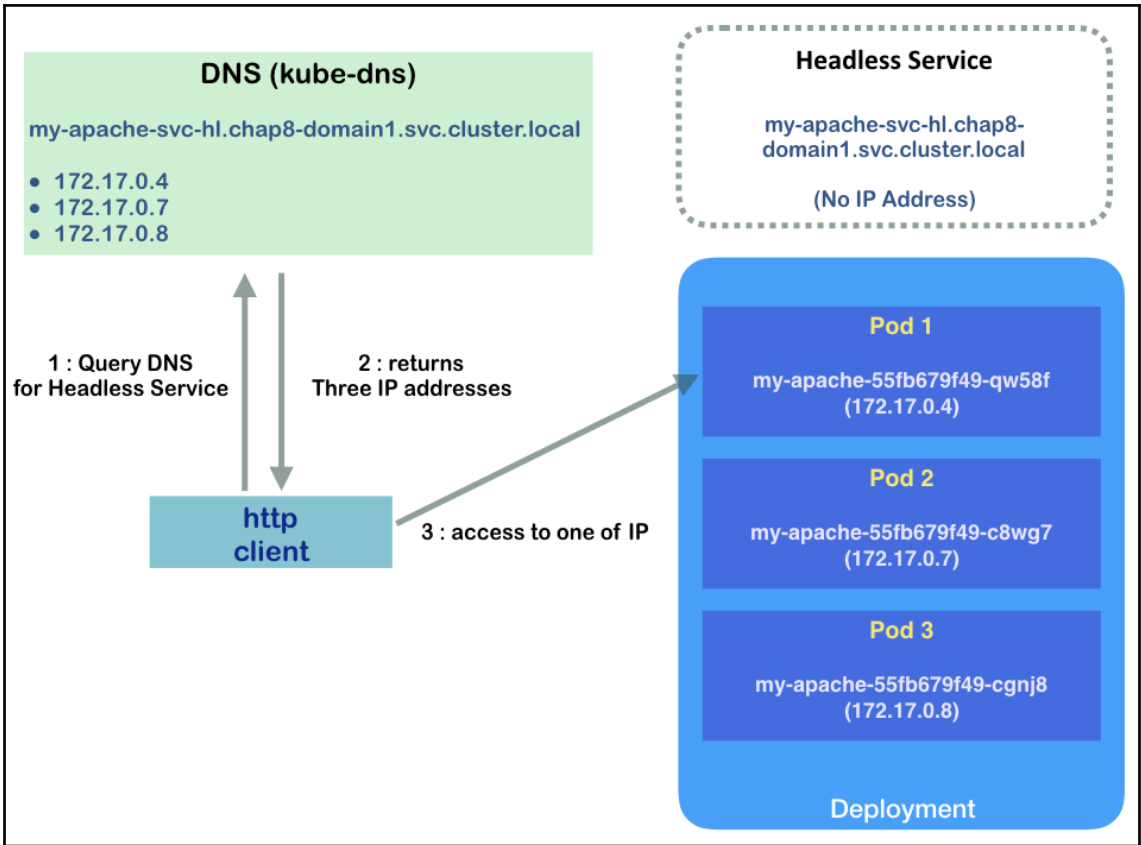 DNS (kube-dns)
my-apache-svc-hl.chap8-domain1.svc.cluster.local
• 172.17.0.4
• 172.17.0.7
• 172.17.0.8
Headless Service
my-apache-svc-hl.chap8-
domain1.svc.cluster.local
(No IP Address)
1 : Query DNS
for Headless Service
2 : returns
Three IP addresses
http
client
3 : access to one of IP
Pod 1
my-apache-55fb679f49-qw58f
(172.17.0.4)
Pod 2
my-apache-55fb679f49-c8wg7
(172.17.0.7)
Pod 3
my-apache-55fb679f49-cgnj8
(172.17.0.8)
Deployment